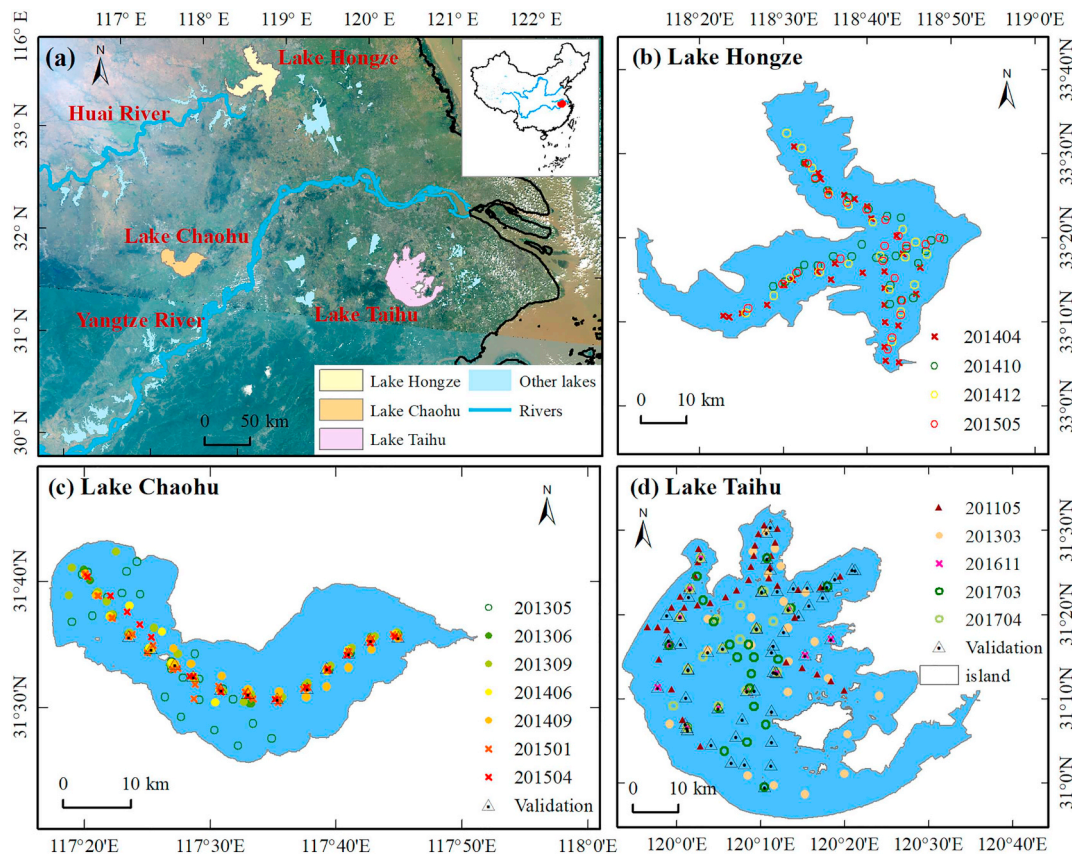 117°E 118°E 119°E 120°E 121°E 122°E
116°E
33°N
32°N
31°N
30°N
(a)
N
Lake Hongze
Huai River
Lake Chaohu
Yangtze River
Lake Taihu
Lake Hongze
Lake Chaohu
Lake Taihu
Other lakes
Rivers
0 50 km
118°20'E 118°30'E 118°40'E 118°50'E 119°0'E
33°40'N
33°30'N
33°20'N
33°10'N
33°0'N
(b) Lake Hongze
N
201404
201410
201412
201505
0 10 km
(c) Lake Chaohu
N
31°40'N
31°30'N
201305
201306
201309
201406
201409
201501
201504
Validation
0 10 km
117°20'E 117°30'E 117°40'E 117°50'E 118°0'E
(d) Lake Taihu
N
201105
201303
201611
201703
201704
Validation
island
31°30'N
31°20'N
31°10'N
31°0'N
0 10 km
120°0'E 120°10'E 120°20'E 120°30'E 120°40'E